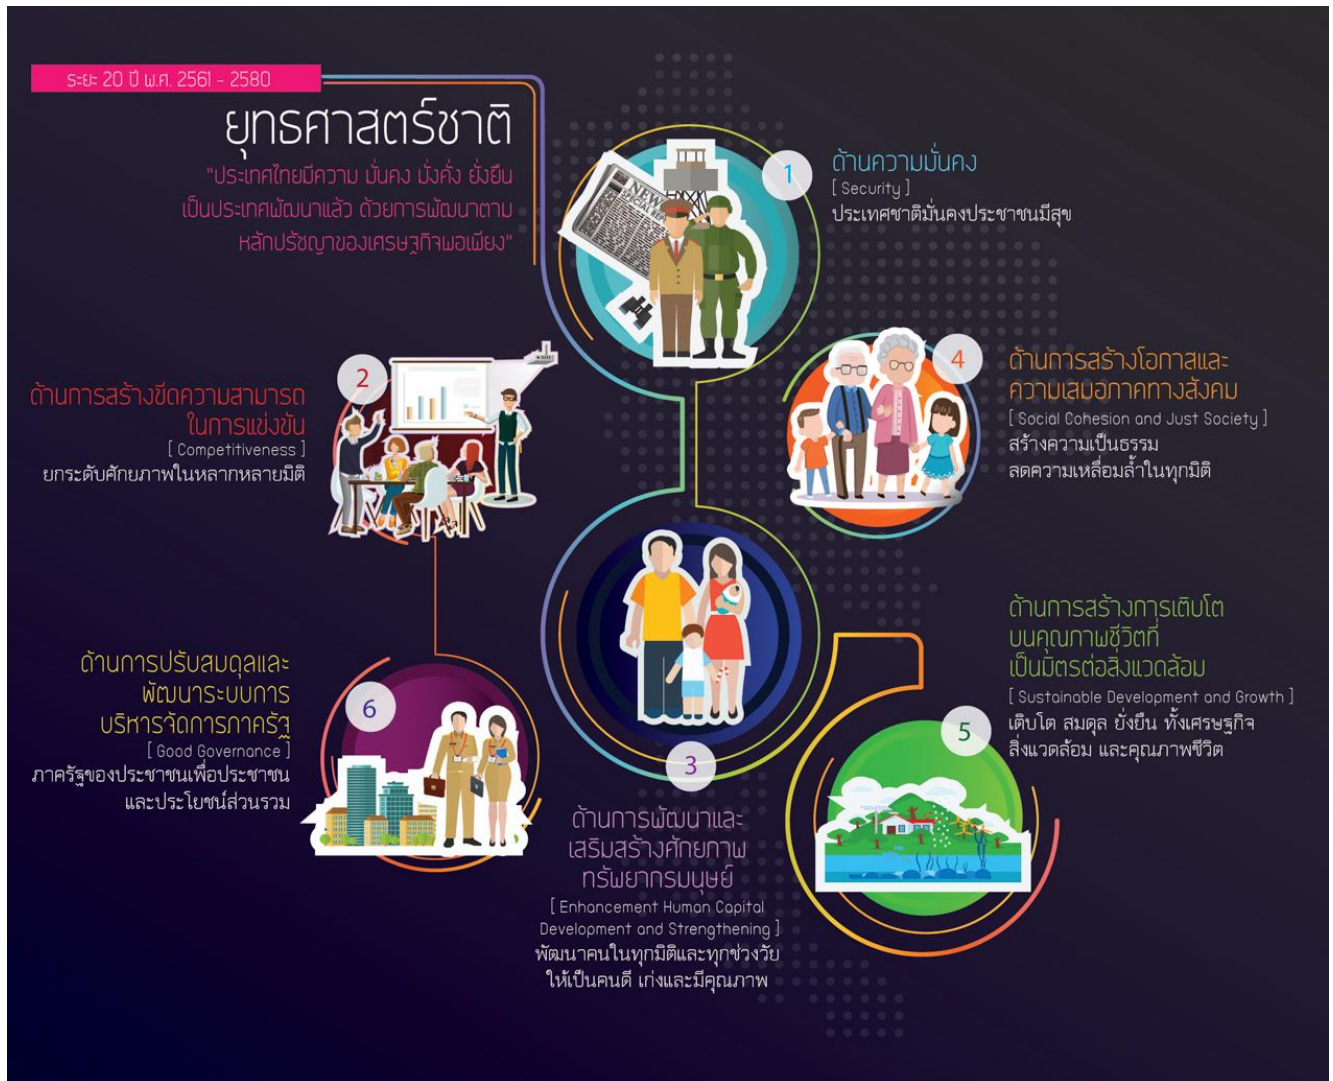 ระยะ 20 ปี พ.ศ. 2561 - 2580
ยุทธศาสตร์ชาติ
"ประเทศไทยมีความ มั่นคง มั่งคั่ง ยั่งยืน
เป็นประเทศพัฒนาแล้ว ด้วยการพัฒนาตาม
หลักปรัชญาของเศรษฐกิจพอเพียง"
1
ด้านความมั่นคง
[ Security ]
ประเทศชาติมั่นคงประชาชนมีสุข
NEWS
SPECIAL REPORT
2
ด้านการสร้างขีดความสามารถ
ในการแข่งขัน
[ Competitiveness ]
ยกระดับศักยภาพในหลากหลายมิติ
3
ด้านการพัฒนาและ
เสริมสร้างศักยภาพ
ทรัพยากรมนุษย์
[ Enhancement Human Capital
Development and Strengthening ]
พัฒนาคนในทุกมิติและทุกช่วงวัย
ให้เป็นคนดี เก่งและมีคุณภาพ
4
ด้านการสร้างโอกาสและ
ความเสมอภาคทางสังคม
[ Social Cohesion and Just Society ]
สร้างความเป็นธรรม
ลดความเหลื่อมล้ำในทุกมิติ
5
ด้านการสร้างการเติบโต
บนคุณภาพชีวิตที่
เป็นมิตรต่อสิ่งแวดล้อม
[ Sustainable Development and Growth ]
เติบโต สมดุล ยั่งยืน ทั้งเศรษฐกิจ
สิ่งแวดล้อม และคุณภาพชีวิต
6
ด้านการปรับสมดุลและ
พัฒนาระบบการ
บริหารจัดการภาครัฐ
[ Good Governance ]
ภาครัฐของประชาชนเพื่อประชาชน
และประโยชน์ส่วนรวม